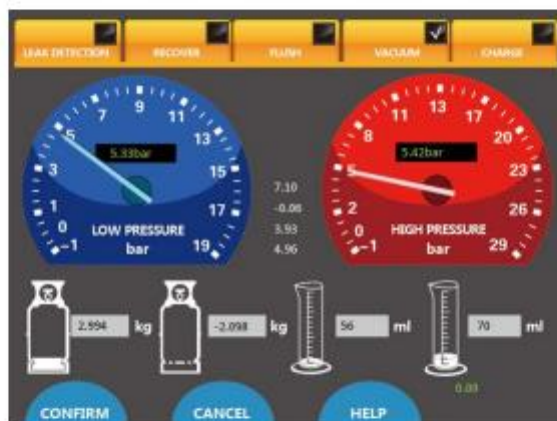 LEAK DETECTION RECOVER FLUSH VACUUM CHARGE
-1 0 1 3 5 7 9 11 13 15 17 19
5.33bar
LOW PRESSURE
bar
7.10
-0.06
3.93
4.96
-1 0 2 5 8 11 13 17 20 23 26 29
5.42bar
HIGH PRESSURE
bar
2.994 kg -2.098 kg 56 ml 70 ml
0.00
CONFIRM CANCEL HELP